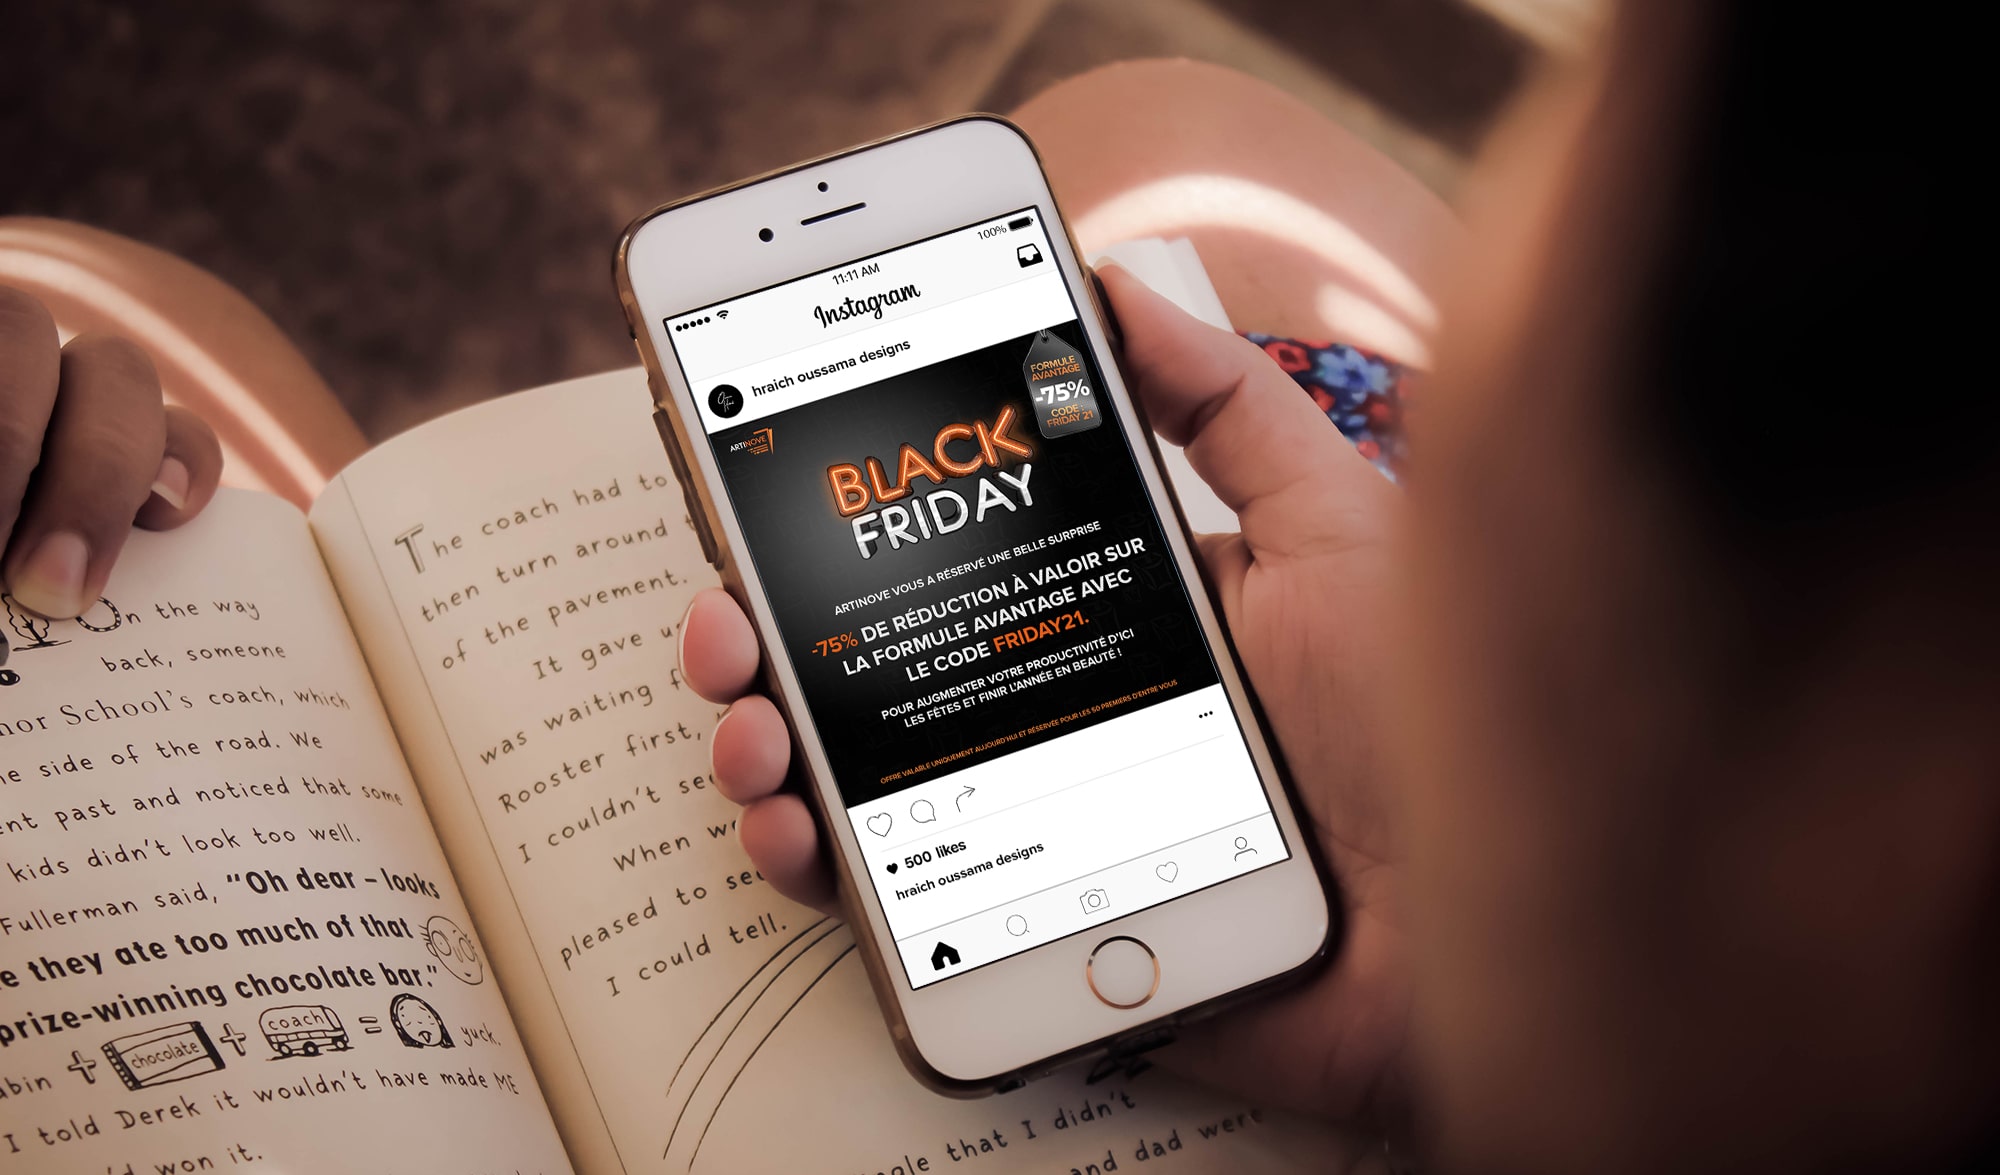 On the way
back, someone
nor School's coach, which
side of the road. We
past and noticed that some
kids didn't look too well.
Fullerman said, "Oh dear – looks
they ate too much of that
prize-winning chocolate bar."
+ chocolate + coach = yuck.
I told Derek it wouldn't have made ME
won it.
The coach had to
then turn around
of the pavement.
It gave
was waiting
Rooster first,
I couldn't
When
pleased to
I could tell.
that I didn't
and dad were
100%
11:11 AM
Instagram
hraich oussama designs
ARTINOVE
FORMULE
AVANTAGE
-75%
CODE :
FRIDAY 21
BLACK
FRIDAY
ARTINOVE VOUS A RÉSERVÉ UNE BELLE SURPRISE
-75% DE RÉDUCTION À VALOIR SUR
LA FORMULE AVANTAGE AVEC
LE CODE FRIDAY21.
POUR AUGMENTER VOTRE PRODUCTIVITÉ D'ICI
LES FÊTES ET FINIR L'ANNÉE EN BEAUTÉ !
OFFRE VALABLE UNIQUEMENT AUJOURD'HUI ET RÉSERVÉE POUR LES 50 PREMIERS D'ENTRE VOUS
500 likes
hraich oussama designs